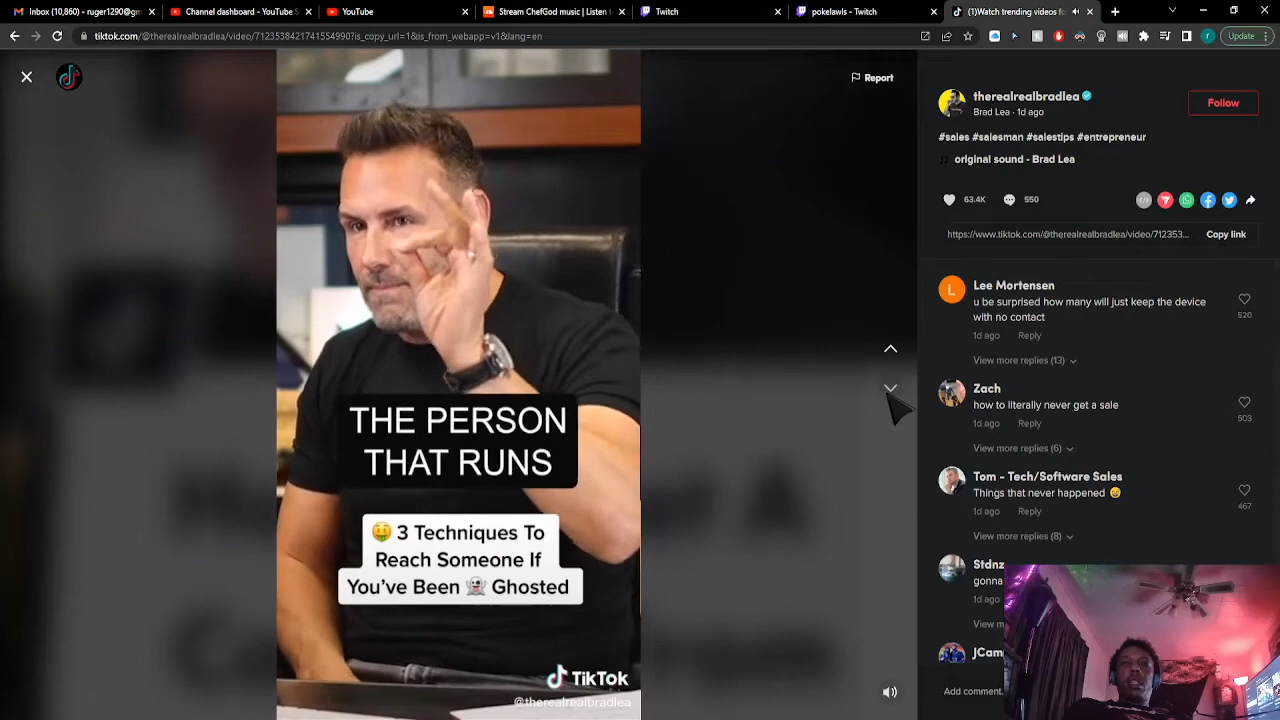 Inbox (10,860) - ruger1290@gm
Channel dashboard - YouTube S
YouTube
Stream ChefGod music | Listen t
Twitch
pokelawls - Twitch
(1)Watch trending videos fo
tiktok.com/@therealrealbradlea/video/7123538421741554990?is_copy_url=1&is_from_webapp=v1&lang=en
Update
Report
THE PERSON
THAT RUNS
🤑 3 Techniques To
Reach Someone If
You've Been 👻 Ghosted
TikTok
@therealrealbradlea
therealrealbradlea
Brad Lea · 1d ago
Follow
#sales #salesman #salestips #entrepreneur
original sound - Brad Lea
63.4K
550
https://www.tiktok.com/@therealrealbradlea/video/712353...
Copy link
L
Lee Mortensen
u be surprised how many will just keep the device
with no contact
520
1d ago Reply
View more replies (13)
Zach
how to literally never get a sale
503
1d ago Reply
View more replies (6)
Tom - Tech/Software Sales
Things that never happened 😆
467
1d ago Reply
View more replies (8)
Stdnz
gonna
1d ago
View m
JCam
Add comment.